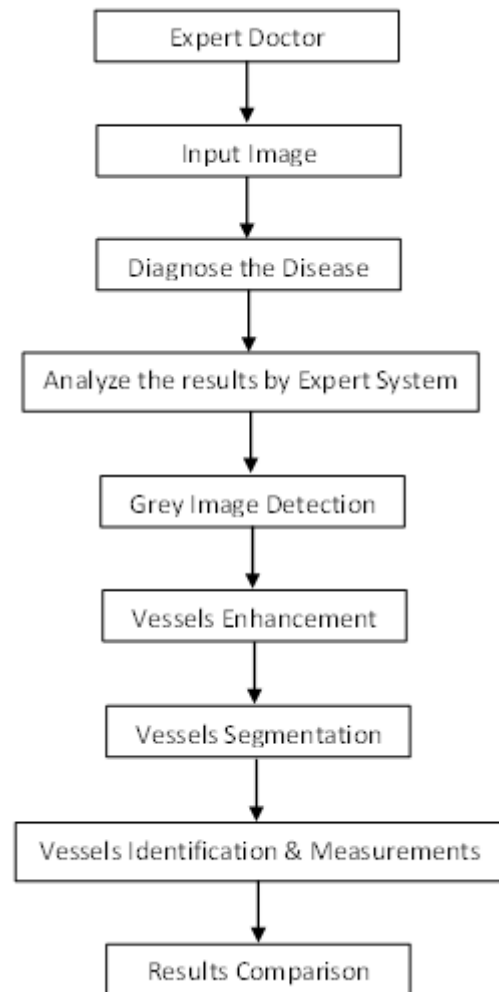 Expert Doctor
Input Image
Diagnose the Disease
Analyze the results by Expert System
Grey Image Detection
Vessels Enhancement
Vessels Segmentation
Vessels Identification & Measurements
Results Comparison